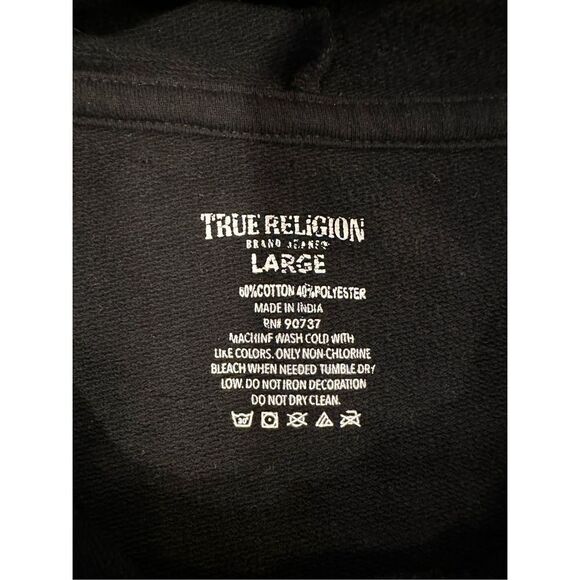 TRUE RELIGION
BRAND JEANS
LARGE
60%COTTON 40%POLYESTER
MADE IN INDIA
RN# 90737
MACHINE WASH COLD WITH
LIKE COLORS. ONLY NON-CHLORINE
BLEACH WHEN NEEDED TUMBLE DRY
LOW. DO NOT IRON DECORATION
DO NOT DRY CLEAN.
30